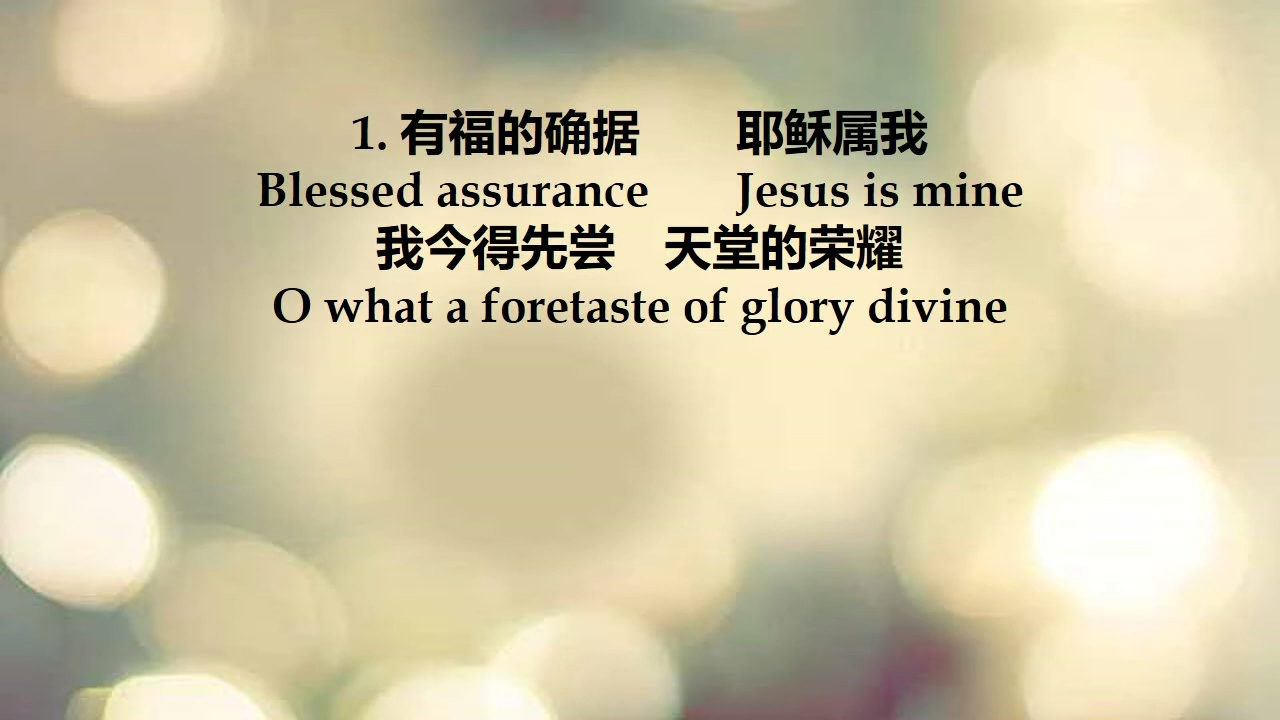 1. 有福的确据  耶稣属我
Blessed assurance  Jesus is mine
我今得先尝 天堂的荣耀
O what a foretaste of glory divine